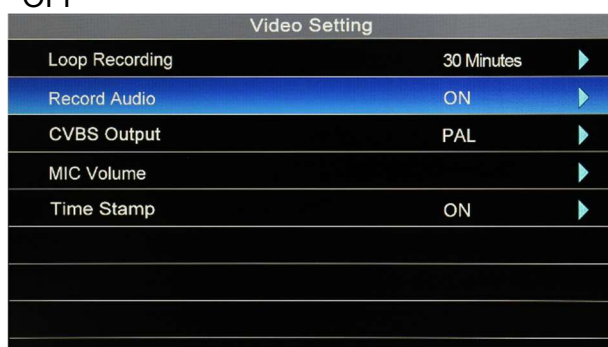 Video Setting
Loop Recording 30 Minutes
Record Audio ON
CVBS Output PAL
MIC Volume
Time Stamp ON